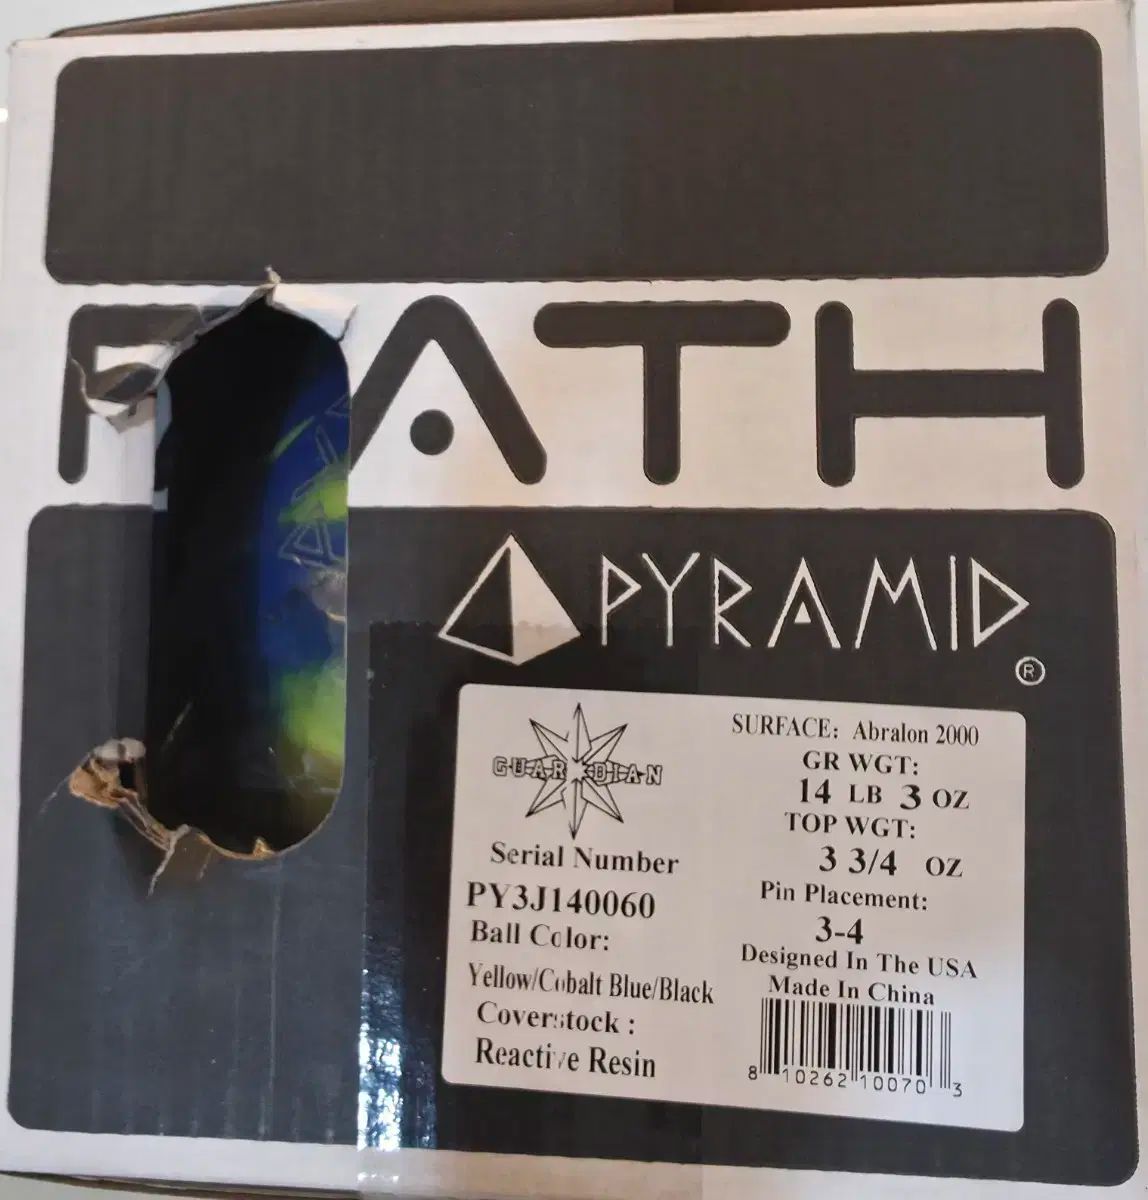 PATH
PYRAMID
®
GUARDIAN
Serial Number
PY3J140060
Ball Color:
Yellow/Cobalt Blue/Black
Coverstock :
Reactive Resin
SURFACE: Abralon 2000
GR WGT:
14 LB 3 OZ
TOP WGT:
3 3/4 OZ
Pin Placement:
3-4
Designed In The USA
Made In China
8 10262 10070 3